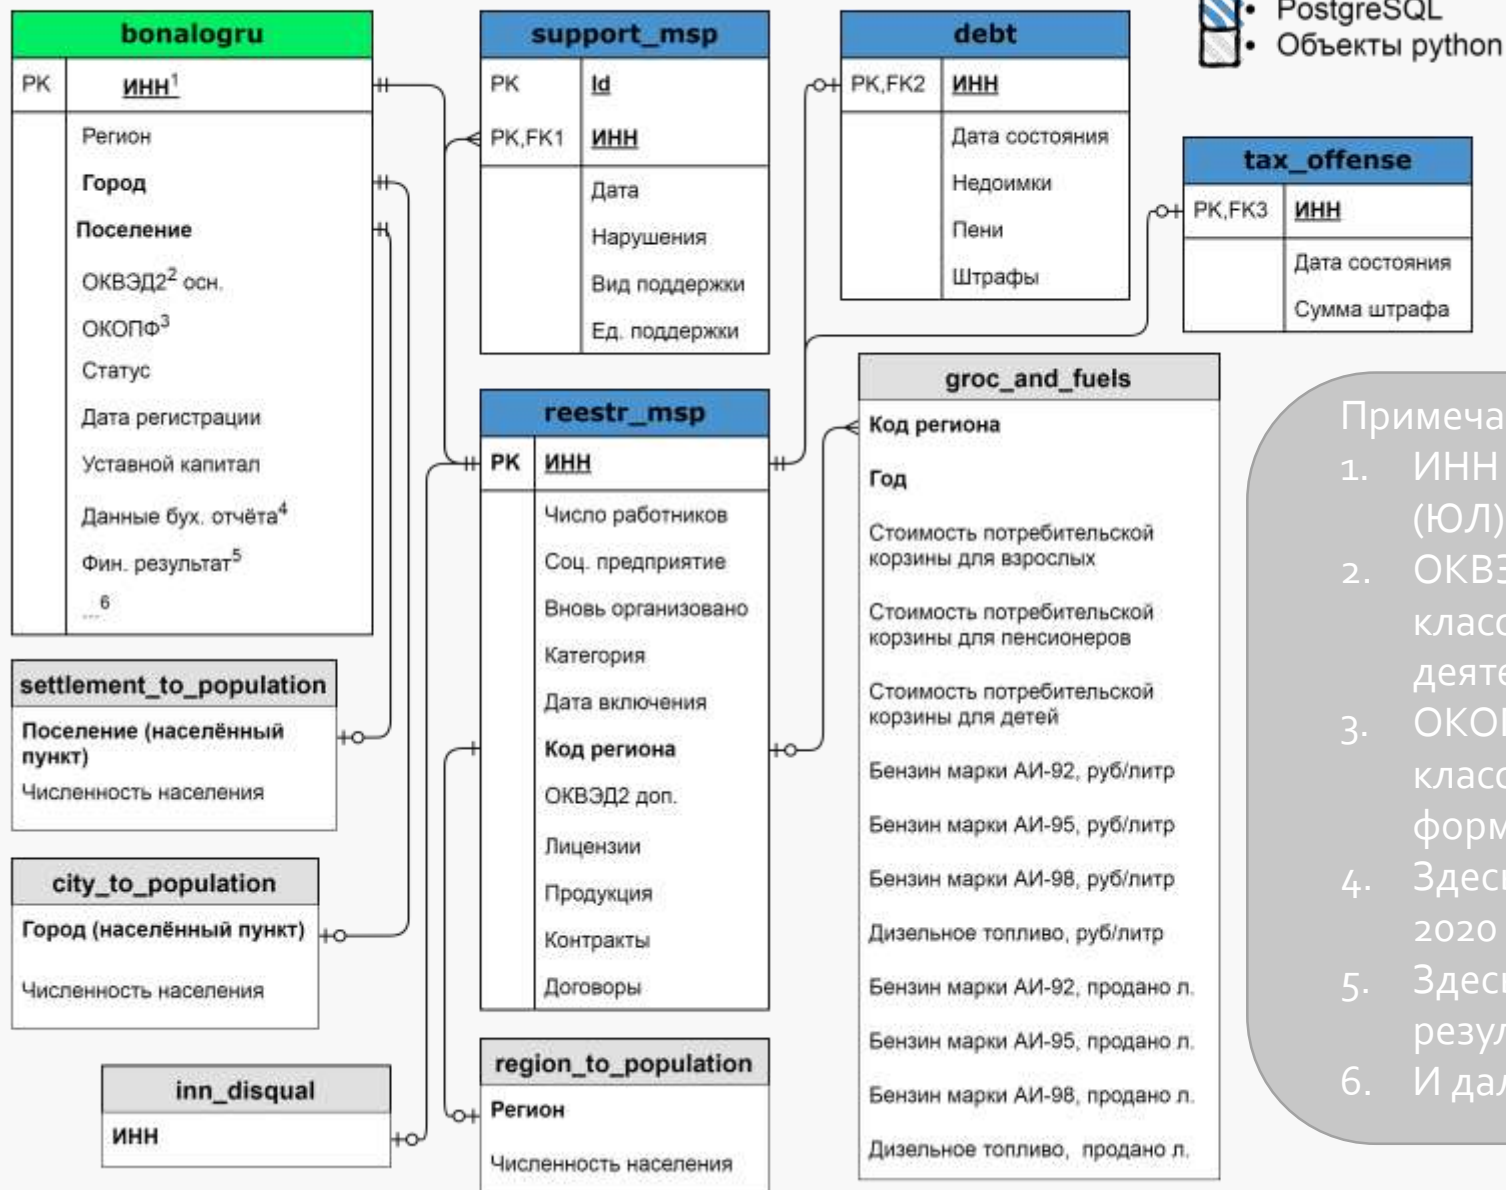 bonalogru
PK ИНН¹
Регион
Город
Поселение
ОКВЭД2² осн.
ОКОПФ³
Статус
Дата регистрации
Уставной капитал
Данные бух. отчёта⁴
Фин. результат⁵
...⁶
support_msp
PK Id
PK,FK1 ИНН
Дата
Нарушения
Вид поддержки
Ед. поддержки
debt
PK,FK2 ИНН
Дата состояния
Недоимки
Пени
Штрафы
• PostgreSQL
• Объекты python
tax_offense
PK,FK3 ИНН
Дата состояния
Сумма штрафа
reestr_msp
PK ИНН
Число работников
Соц. предприятие
Вновь организовано
Категория
Дата включения
Код региона
ОКВЭД2 доп.
Лицензии
Продукция
Контракты
Договоры
groc_and_fuels
Код региона
Год
Стоимость потребительской
корзины для взрослых
Стоимость потребительской
корзины для пенсионеров
Стоимость потребительской
корзины для детей
Бензин марки АИ-92, руб/литр
Бензин марки АИ-95, руб/литр
Бензин марки АИ-98, руб/литр
Дизельное топливо, руб/литр
Бензин марки АИ-92, продано л.
Бензин марки АИ-95, продано л.
Бензин марки АИ-98, продано л.
Дизельное топливо, продано л.
settlement_to_population
Поселение (населённый
пункт)
Численность населения
city_to_population
Город (населённый пункт)
Численность населения
inn_disqual
ИНН
region_to_population
Регион
Численность населения
1. ИНН
(ЮЛ)
2.
3.
4.
2020
5.
6. И